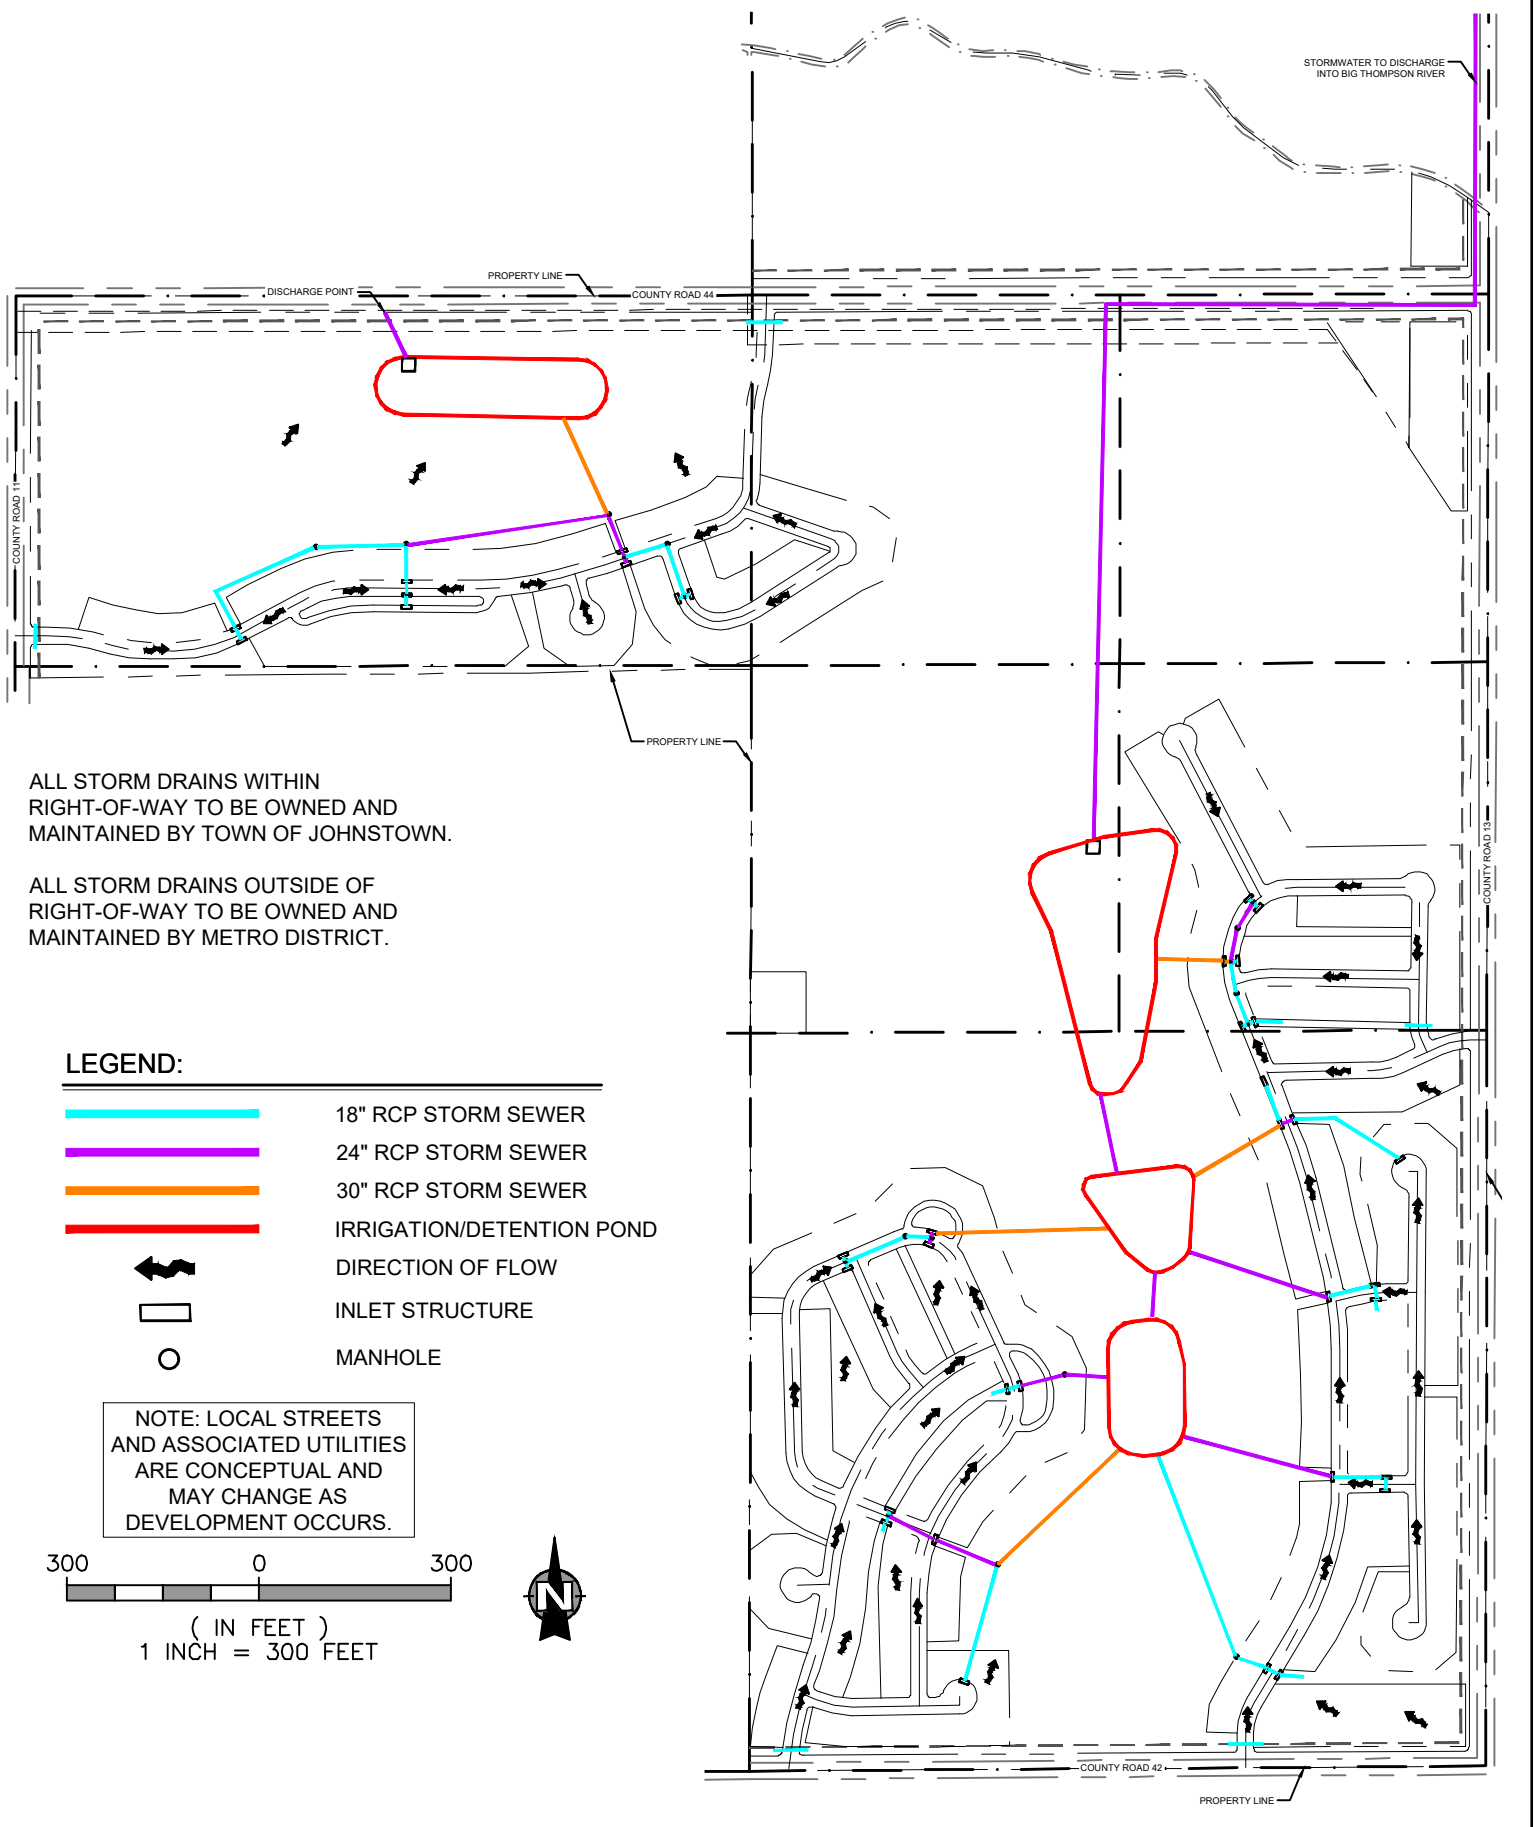 STORMWATER TO DISCHARGE
INTO BIG THOMPSON RIVER
PROPERTY LINE
DISCHARGE POINT
COUNTY ROAD 44
COUNTY ROAD 11
PROPERTY LINE
ALL STORM DRAINS WITHIN
RIGHT-OF-WAY TO BE OWNED AND
MAINTAINED BY TOWN OF JOHNSTOWN.
ALL STORM DRAINS OUTSIDE OF
RIGHT-OF-WAY TO BE OWNED AND
MAINTAINED BY METRO DISTRICT.
COUNTY ROAD 13
LEGEND:
18" RCP STORM SEWER
24" RCP STORM SEWER
30" RCP STORM SEWER
IRRIGATION/DETENTION POND
DIRECTION OF FLOW
INLET STRUCTURE
MANHOLE
NOTE: LOCAL STREETS
AND ASSOCIATED UTILITIES
ARE CONCEPTUAL AND
MAY CHANGE AS
DEVELOPMENT OCCURS.
300 0 300
( IN FEET )
1 INCH = 300 FEET
N
COUNTY ROAD 42
PROPERTY LINE